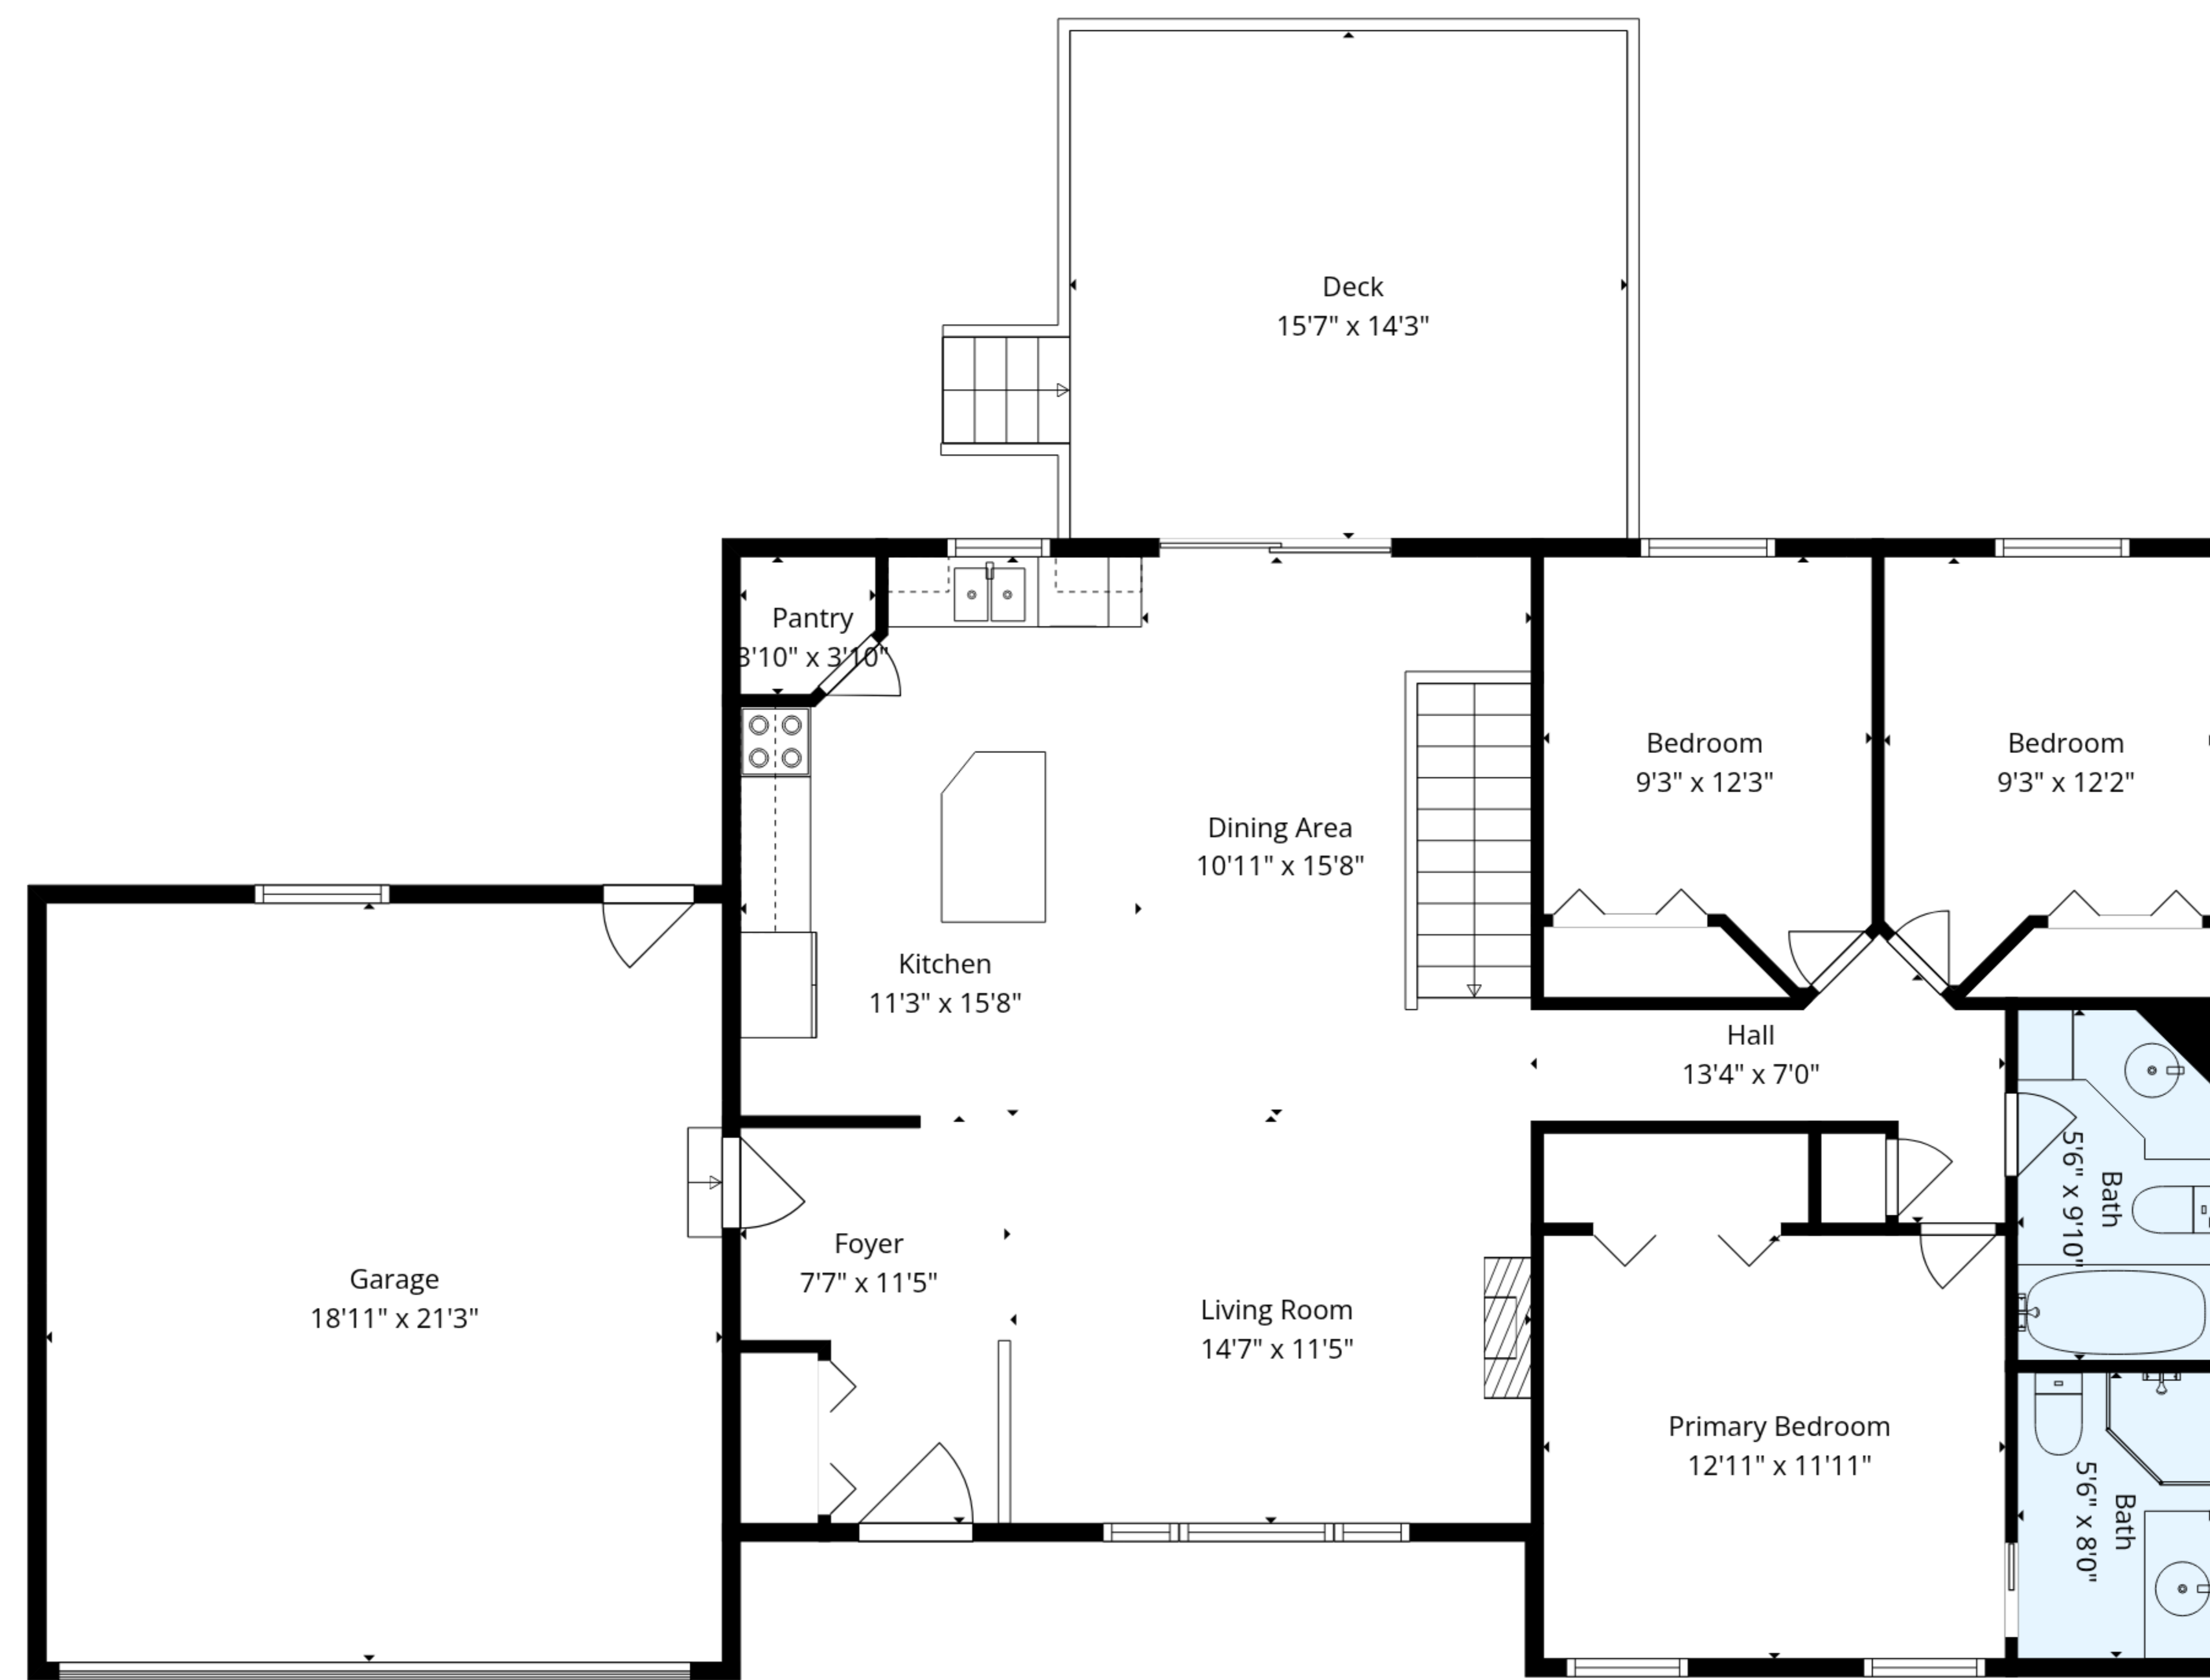 Deck
15'7" x 14'3"
Pantry
3'10" x 3'10"
Bedroom
9'3" x 12'3"
Bedroom
9'3" x 12'2"
Dining Area
10'11" x 15'8"
Kitchen
11'3" x 15'8"
Hall
13'4" x 7'0"
Bath
5'6" x 9'10"
Foyer
7'7" x 11'5"
Garage
18'11" x 21'3"
Living Room
14'7" x 11'5"
Primary Bedroom
12'11" x 11'11"
Bath
5'6" x 8'0"